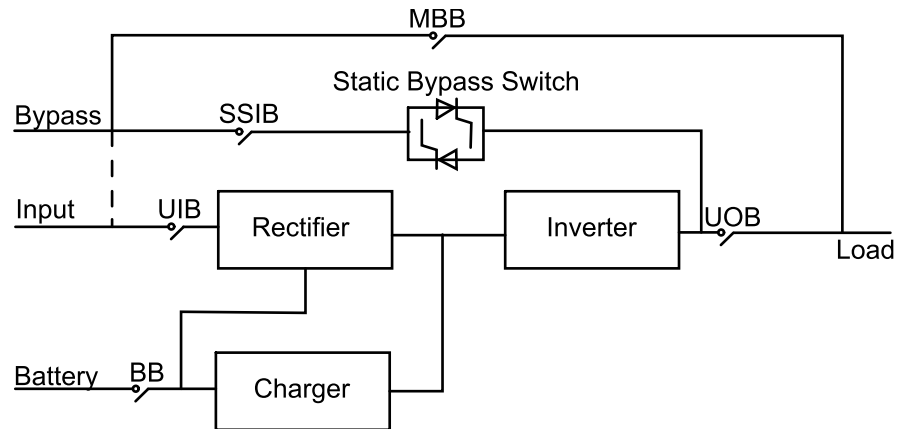 MBB
Static Bypass Switch
Bypass
SSIB
Input
UIB
Rectifier
Inverter
UOB
Load
Battery
BB
Charger